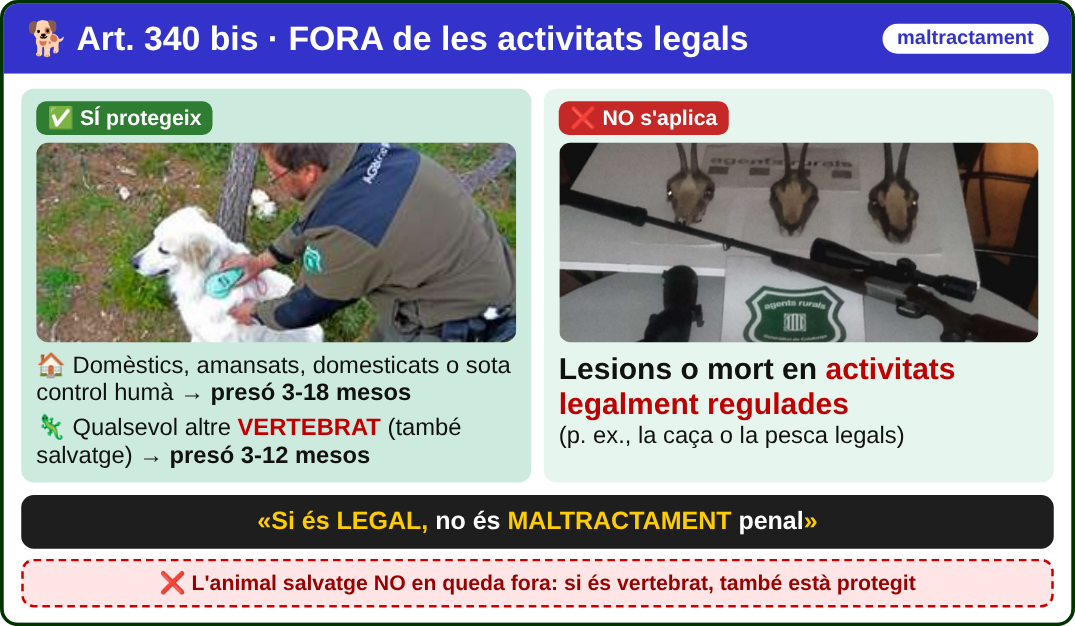 Art. 340 bis · FORA de les activitats legals
maltractament
SÍ protegeix
Domèstics, amansats, domesticats o sota
control humà → presó 3-18 mesos
Qualsevol altre VERTEBRAT (també
salvatge) → presó 3-12 mesos
NO s'aplica
agents rurals
agents rurals
Lesions o mort en activitats
legalment regulades
(p. ex., la caça o la pesca legals)
«Si és LEGAL, no és MALTRACTAMENT penal»
L'animal salvatge NO en queda fora: si és vertebrat, també està protegit